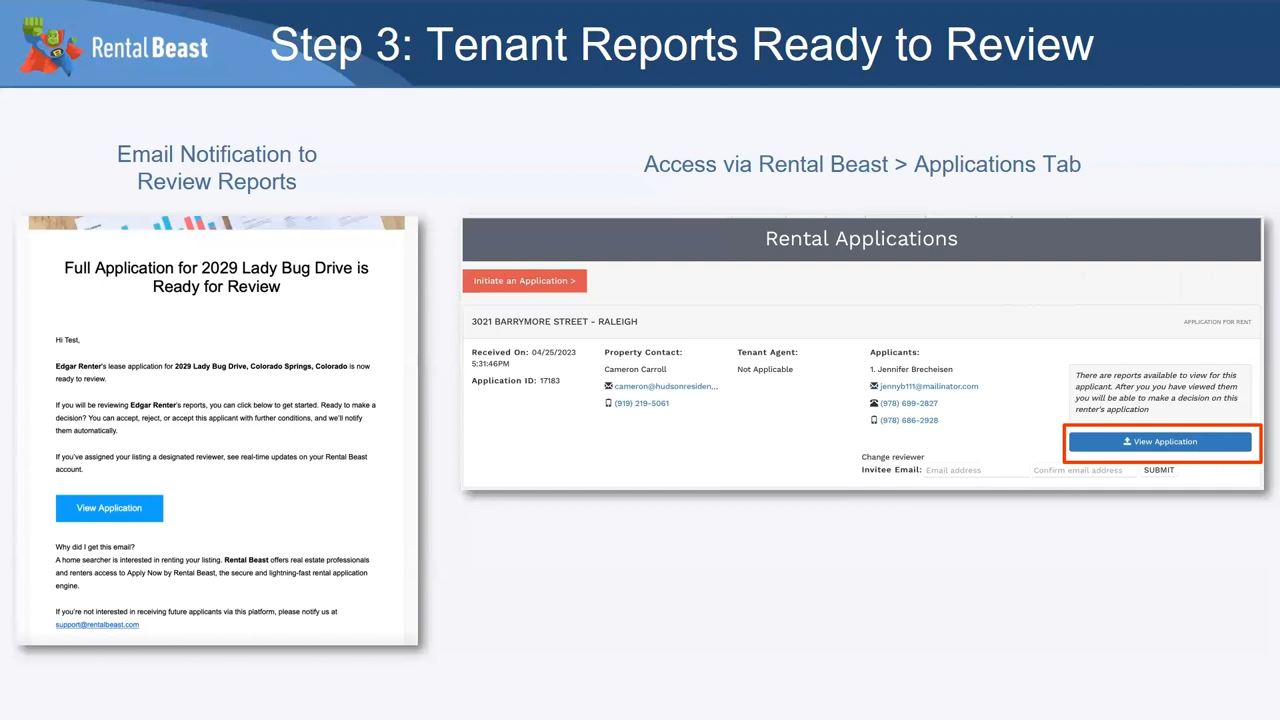 Rental Beast
Step 3: Tenant Reports Ready to Review
Email Notification to
Review Reports
Full Application for 2029 Lady Bug Drive is
Ready for Review
Hi Test,
Edgar Renter's lease application for 2029 Lady Bug Drive, Colorado Springs, Colorado is now
ready to review.
If you will be reviewing Edgar Renter's reports, you can click below to get started. Ready to make a
decision? You can accept, reject, or accept this applicant with further conditions, and we'll notify
them automatically.
If you've assigned your listing a designated reviewer, see real-time updates on your Rental Beast
account.
View Application
Why did I get this email?
A home searcher is interested in renting your listing. Rental Beast offers real estate professionals
and renters access to Apply Now by Rental Beast, the secure and lightning-fast rental application
engine.
If you're not interested in receiving future applicants via this platform, please notify us at
support@rentalbeast.com
Access via Rental Beast > Applications Tab
Rental Applications
Initiate an Application >
3021 BARRYMORE STREET - RALEIGH
APPLICATION FOR RENT
Received On: 04/25/2023
5:31:46PM
Application ID: 17183
Property Contact:
Cameron Carroll
cameron@hudsonresiden...
(919) 219-5061
Tenant Agent:
Not Applicable
Applicants:
1. Jennifer Brecheisen
jennyb111@mailinator.com
(978) 699-2827
(978) 686-2928
There are reports available to view for this
applicant. After you you have viewed them
you will be able to make a decision on this
renter's application
View Application
Change reviewer
Invitee Email: Email address Confirm email address SUBMIT